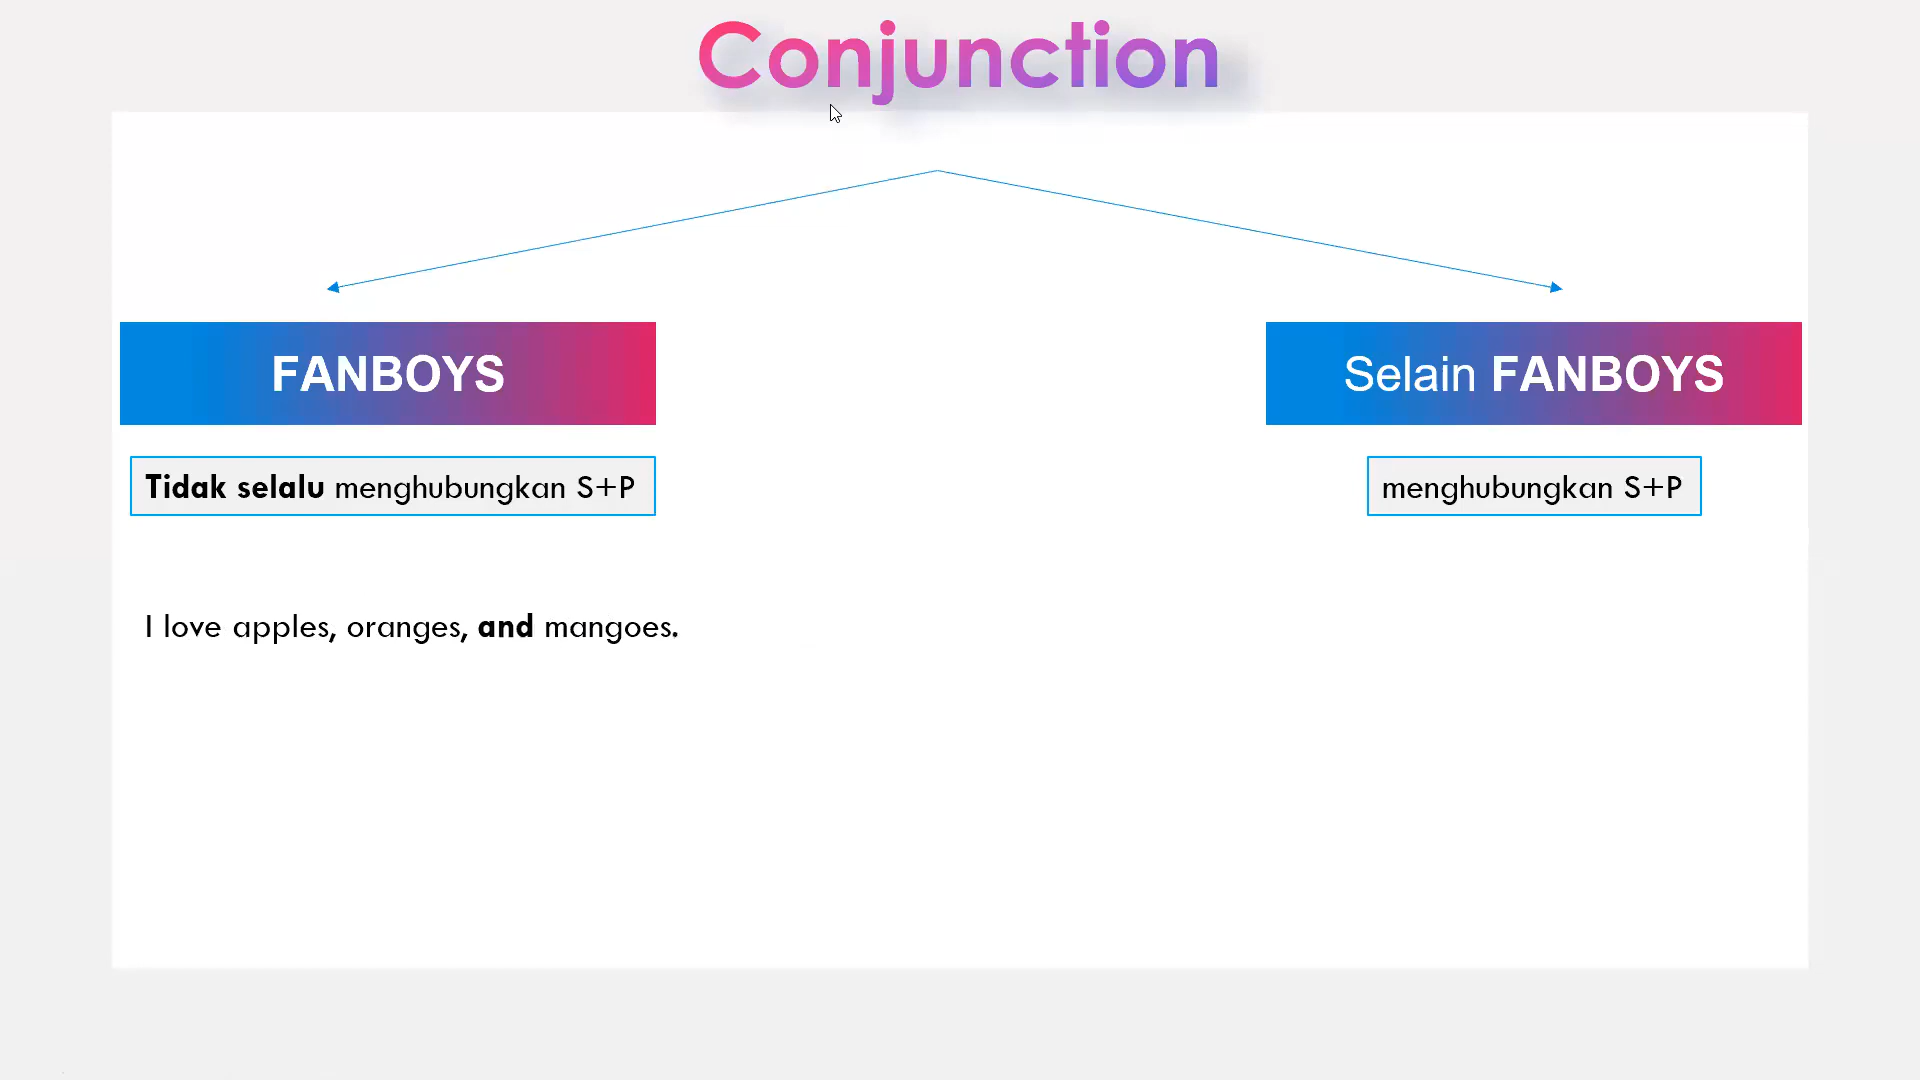 Conjunction
FANBOYS
Selain FANBOYS
Tidak selalu menghubungkan S+P
menghubungkan S+P
I love apples, oranges, and mangoes.